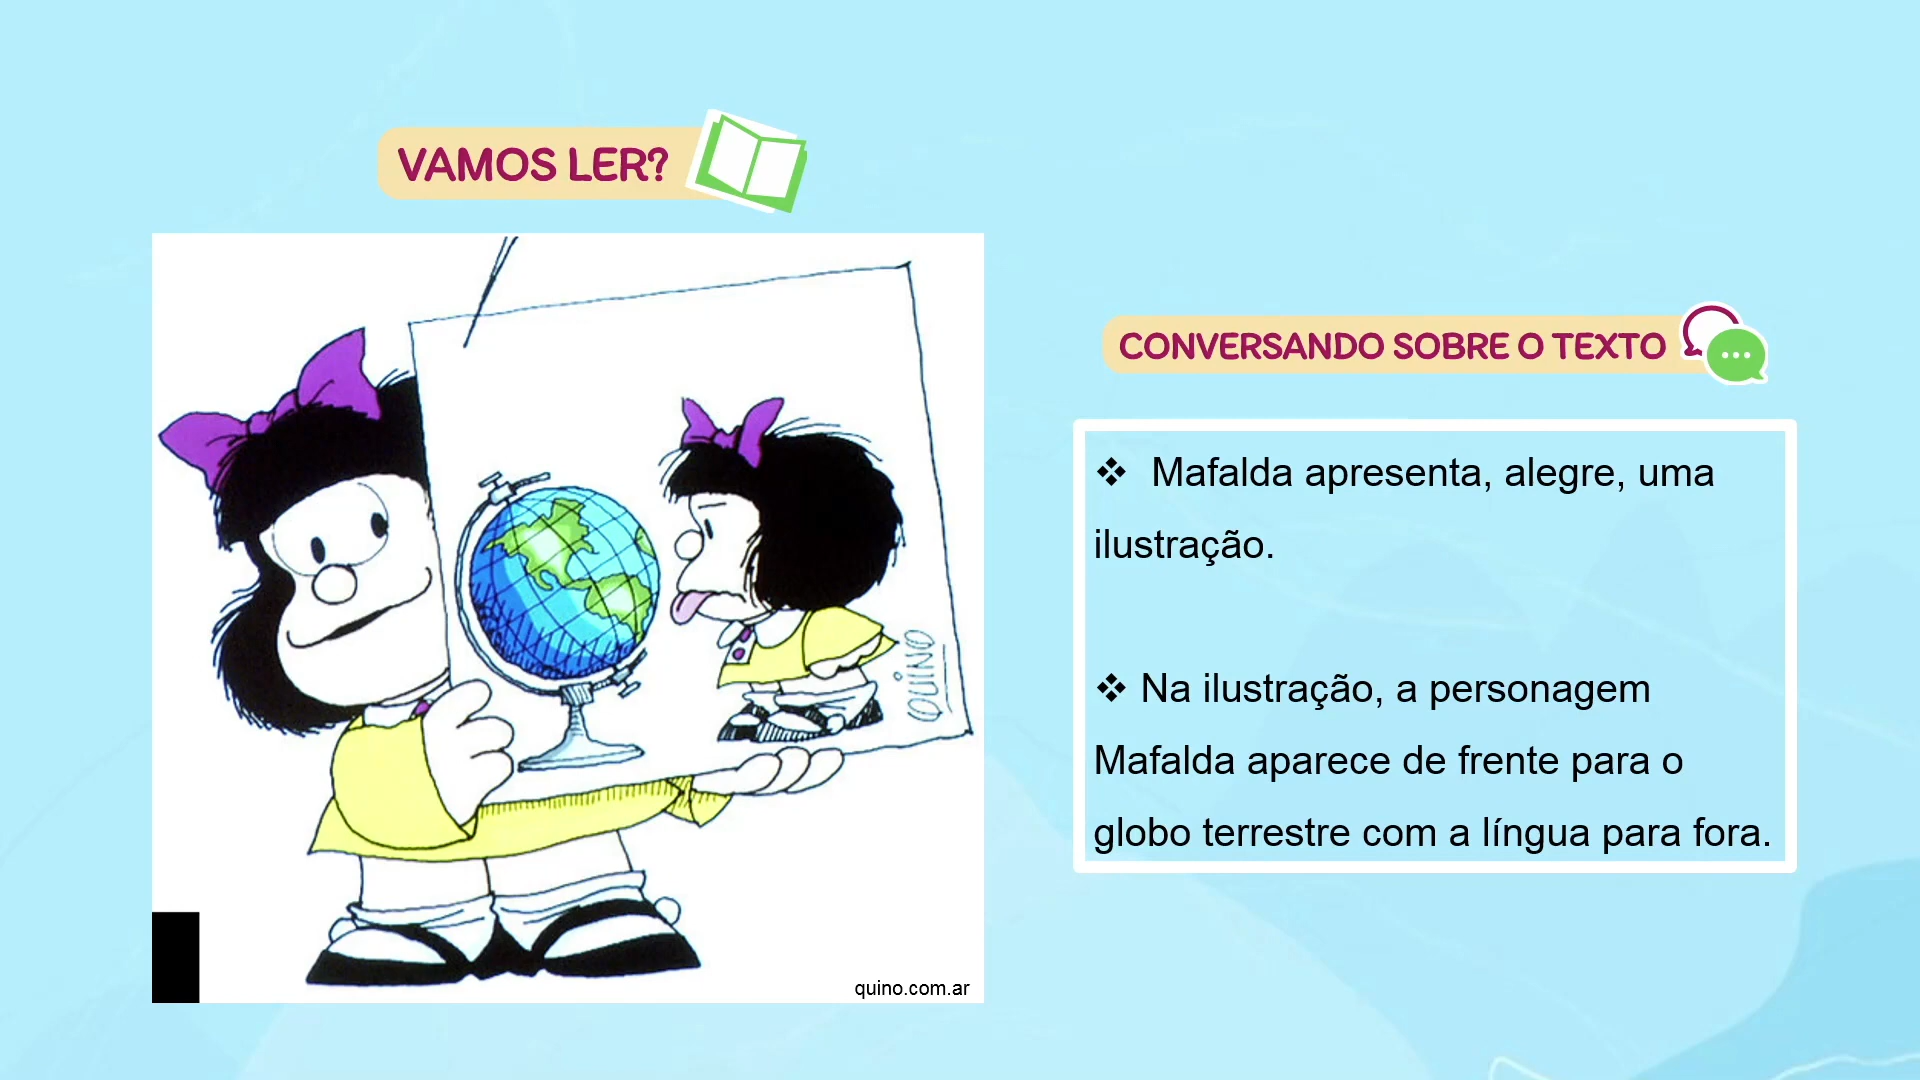 VAMOS LER?
QUINO
quino.com.ar
CONVERSANDO SOBRE O TEXTO
❖ Mafalda apresenta, alegre, uma
ilustração.
❖ Na ilustração, a personagem
Mafalda aparece de frente para o
globo terrestre com a língua para fora.